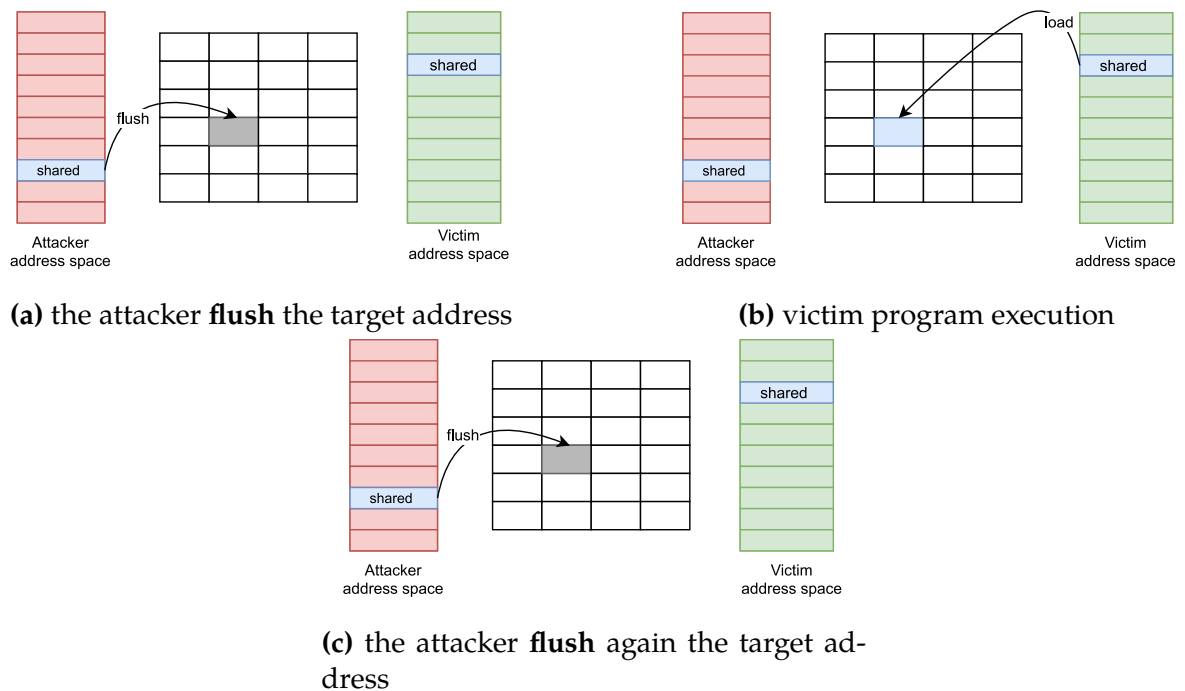 shared
flush
shared
Attacker
address space
Victim
address space
(a) the attacker flush the target address
load
shared
shared
Attacker
address space
Victim
address space
(b) victim program execution
shared
flush
shared
Attacker
address space
Victim
address space
(c) the attacker flush again the target ad-
dress